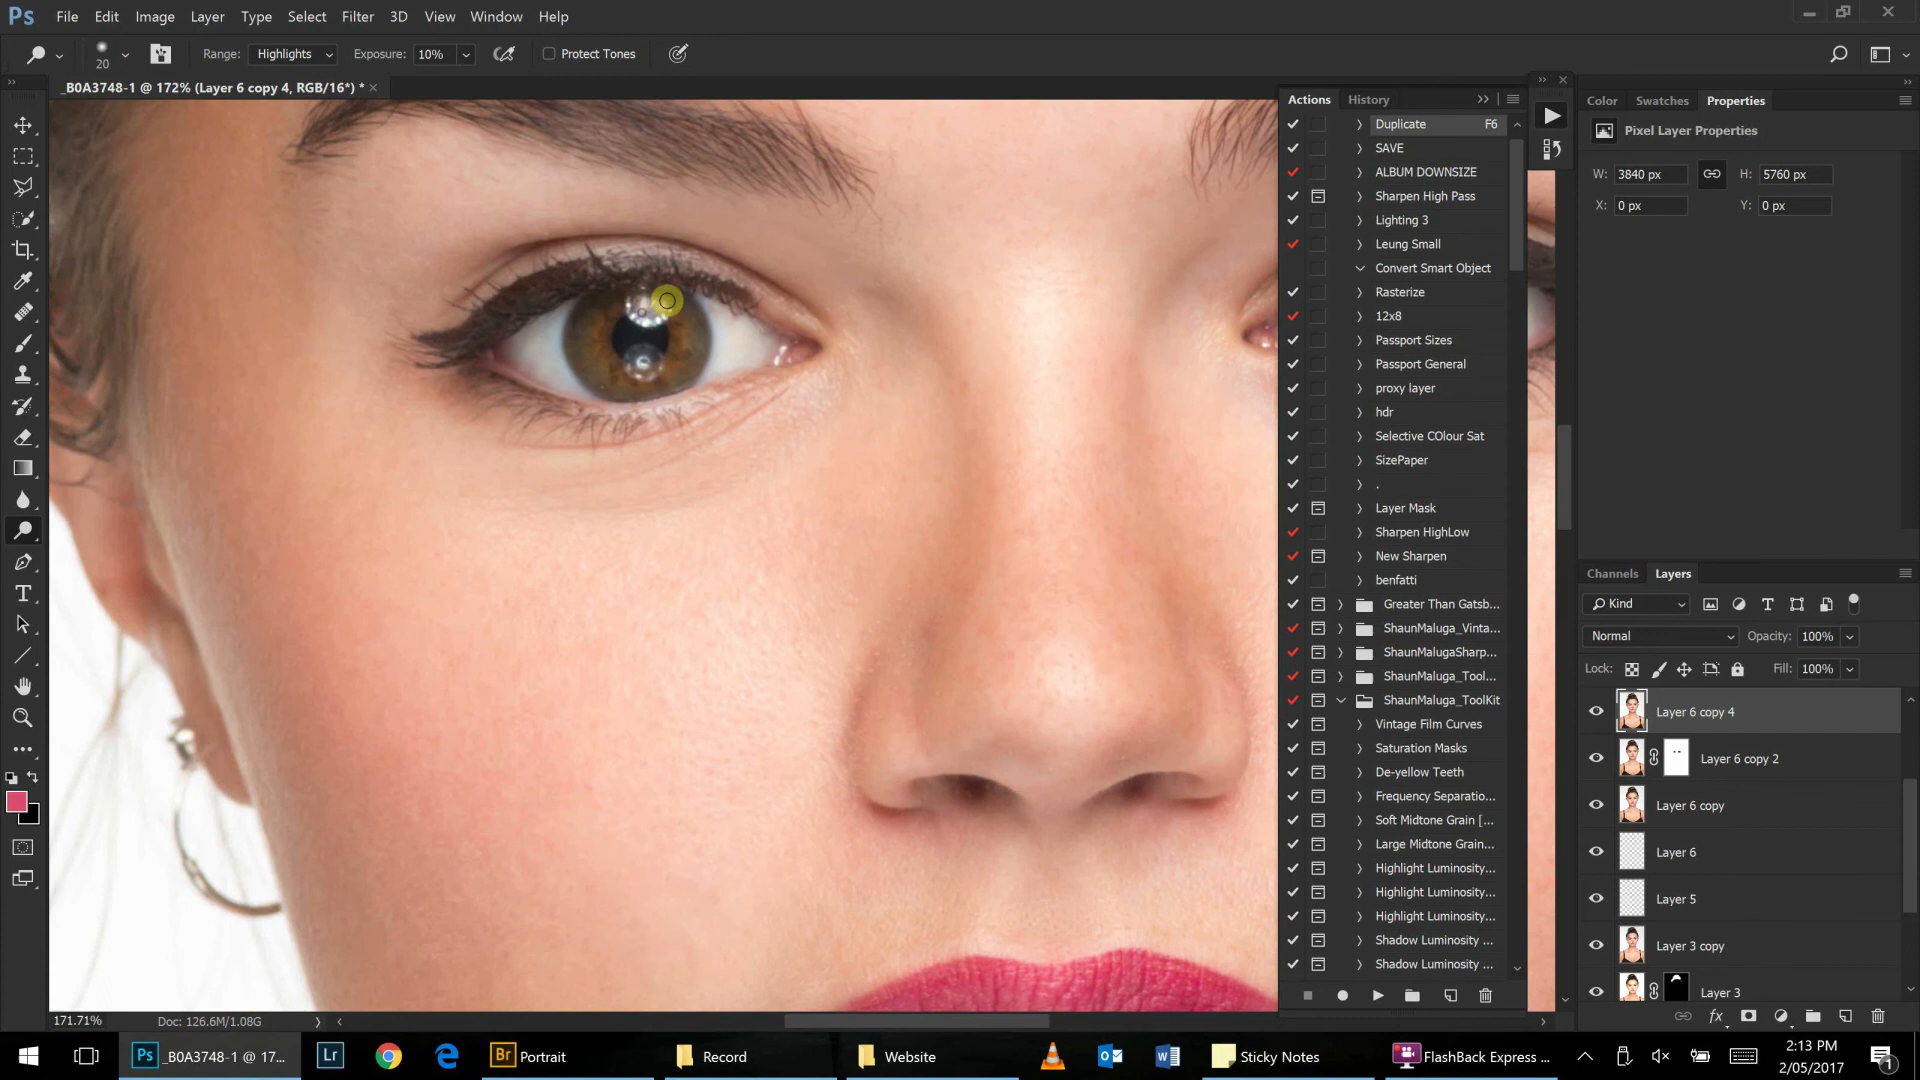 Ps File Edit Image Layer Type Select Filter 3D View Window Help
20 Range: Highlights Exposure: 10% Protect Tones
_B0A3748-1 @ 172% (Layer 6 copy 4, RGB/16*) * ×
Actions History
Duplicate F6
SAVE
ALBUM DOWNSIZE
Sharpen High Pass
Lighting 3
Leung Small
Convert Smart Object
Rasterize
12x8
Passport Sizes
Passport General
proxy layer
hdr
Selective COlour Sat
SizePaper
.
Layer Mask
Sharpen HighLow
New Sharpen
benfatti
Greater Than Gatsb...
ShaunMaluga_Vinta...
ShaunMalugaSharp...
ShaunMaluga_Tool...
ShaunMaluga_ToolKit
Vintage Film Curves
Saturation Masks
De-yellow Teeth
Frequency Separatio...
Soft Midtone Grain [...
Large Midtone Grain...
Highlight Luminosity...
Highlight Luminosity...
Highlight Luminosity...
Shadow Luminosity ...
Shadow Luminosity ...
Color Swatches Properties
Pixel Layer Properties
W: 3840 px H: 5760 px
X: 0 px Y: 0 px
Channels Layers
Kind
Normal Opacity: 100%
Lock: Fill: 100%
Layer 6 copy 4
Layer 6 copy 2
Layer 6 copy
Layer 6
Layer 5
Layer 3 copy
Layer 3
fx
171.71% Doc: 126.6M/1.08G
Ps _B0A3748-1 @ 17... Lr Br Portrait Record Website Sticky Notes FlashBack Express ... 2:13 PM
2/05/2017
1